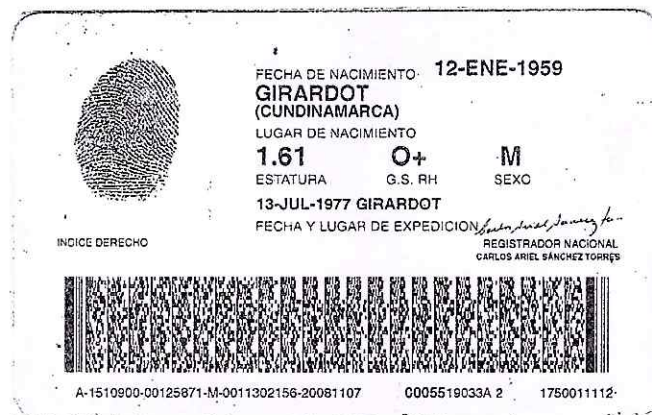 FECHA DE NACIMIENTO 12-ENE-1959
GIRARDOT
(CUNDINAMARCA)
LUGAR DE NACIMIENTO
1.61 O+ M
ESTATURA G.S. RH SEXO
13-JUL-1977 GIRARDOT
FECHA Y LUGAR DE EXPEDICION
INDICE DERECHO
REGISTRADOR NACIONAL
CARLOS ARIEL SÁNCHEZ TORRES
A-1510900-00125871-M-0011302156-20081107 0005519033A 2 1750011112